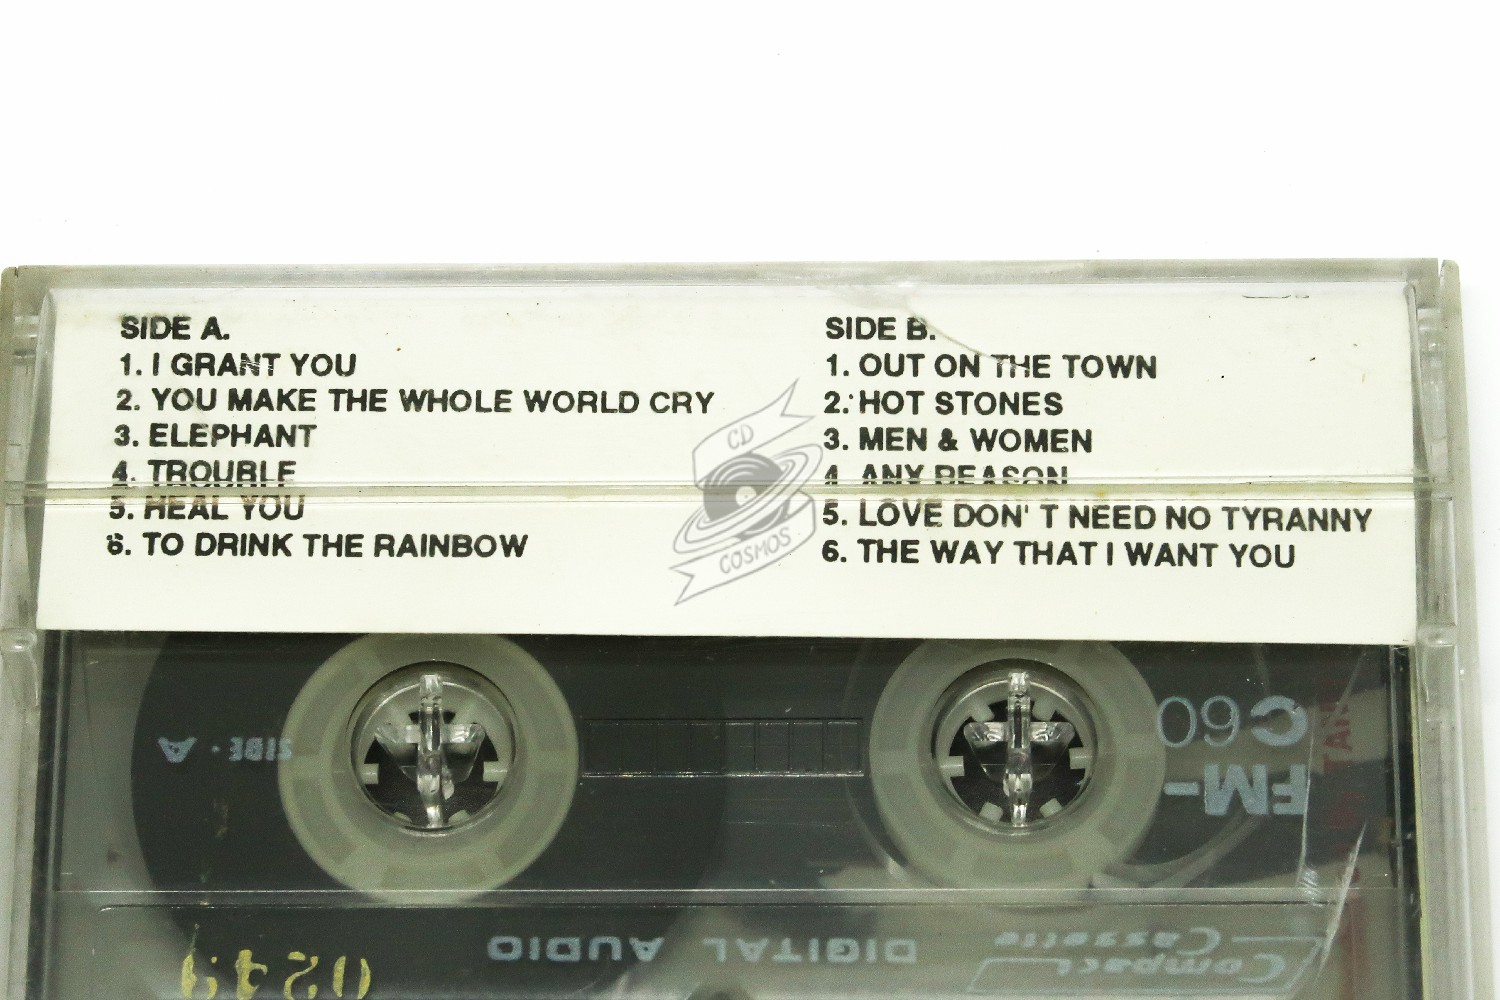 SIDE A.
1. I GRANT YOU
2. YOU MAKE THE WHOLE WORLD CRY
3. ELEPHANT
4. TROUBLE
5. HEAL YOU
6. TO DRINK THE RAINBOW
SIDE B.
1. OUT ON THE TOWN
2. HOT STONES
3. MEN & WOMEN
4. ANY REASON
5. LOVE DON' T NEED NO TYRANNY
6. THE WAY THAT I WANT YOU
CD
COSMOS
SIDE · A
C60
FM-
DIGITAL AUDIO
Compact
Cassette